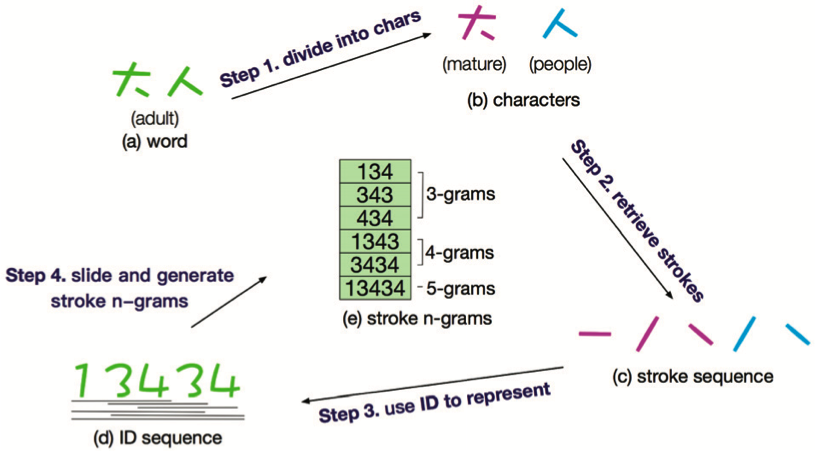 大人
(adult)
(a) word
Step 1. divide into chars
大 人
(mature) (people)
(b) characters
Step 2. retrieve strokes
(c) stroke sequence
Step 3. use ID to represent
13434
(d) ID sequence
Step 4. slide and generate
stroke n–grams
134
343
434
1343
3434
13434
3-grams
4-grams
5-grams
(e) stroke n-grams